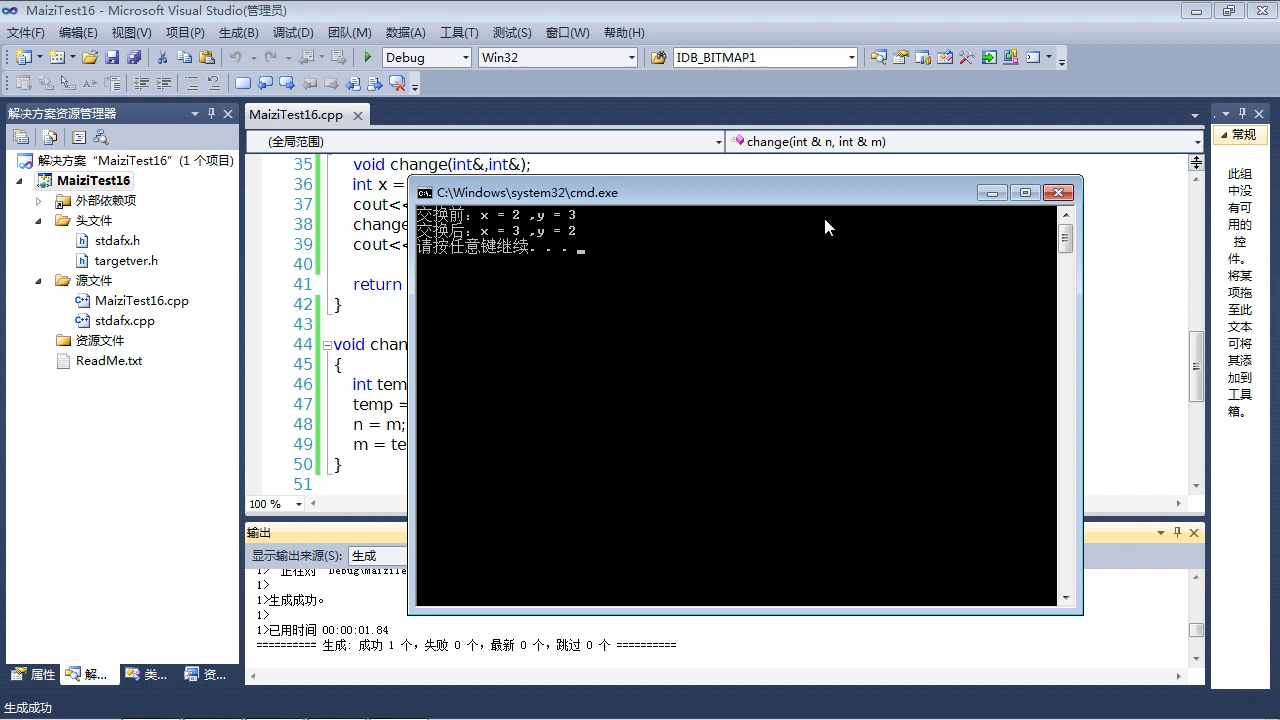 MaiziTest16 - Microsoft Visual Studio(管理员)
文件(F) 编辑(E) 视图(V) 项目(P) 生成(B) 调试(D) 团队(M) 数据(A) 工具(T) 测试(S) 窗口(W) 帮助(H)
Debug Win32 IDB_BITMAP1
解决方案资源管理器
解决方案“MaiziTest16”(1 个项目)
MaiziTest16
外部依赖项
头文件
stdafx.h
targetver.h
源文件
MaiziTest16.cpp
stdafx.cpp
资源文件
ReadMe.txt
属性 解... 类... 资...
MaiziTest16.cpp
(全局范围) change(int & n, int & m)
35 void change(int&,int&);
36 int x =
37 cout<<
38 change
39 cout<<
40
41 return
42 }
43
44 void chan
45 {
46 int tem
47 temp =
48 n = m;
49 m = te
50 }
51
100 %
C:\Windows\system32\cmd.exe
交换前：x = 2 ,y = 3
交换后：x = 3 ,y = 2
请按任意键继续. . .
输出
显示输出来源(S): 生成
1>
1>生成成功。
1>
1>已用时间 00:00:01.84
========== 生成: 成功 1 个，失败 0 个，最新 0 个，跳过 0 个 ==========
常规
此组
中没
有可
用的
控
件。
将某
项拖
至此
文本
可将
其添
加到
工具
箱。
生成成功